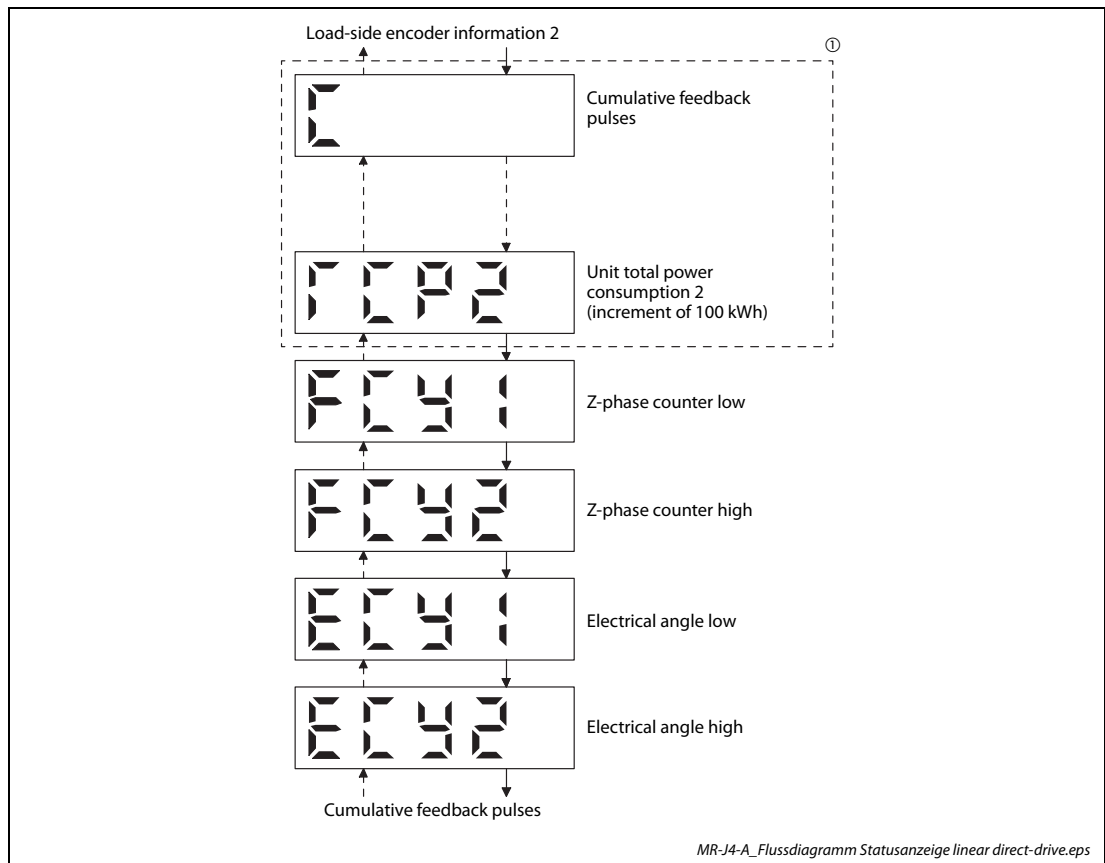 Load-side encoder information 2
①
C
Cumulative feedback
pulses
TCP2
Unit total power
consumption 2
(increment of 100 kWh)
FCY1
Z-phase counter low
FCY2
Z-phase counter high
ECY1
Electrical angle low
ECY2
Electrical angle high
Cumulative feedback pulses
MR-J4-A_Flussdiagramm Statusanzeige linear direct-drive.eps